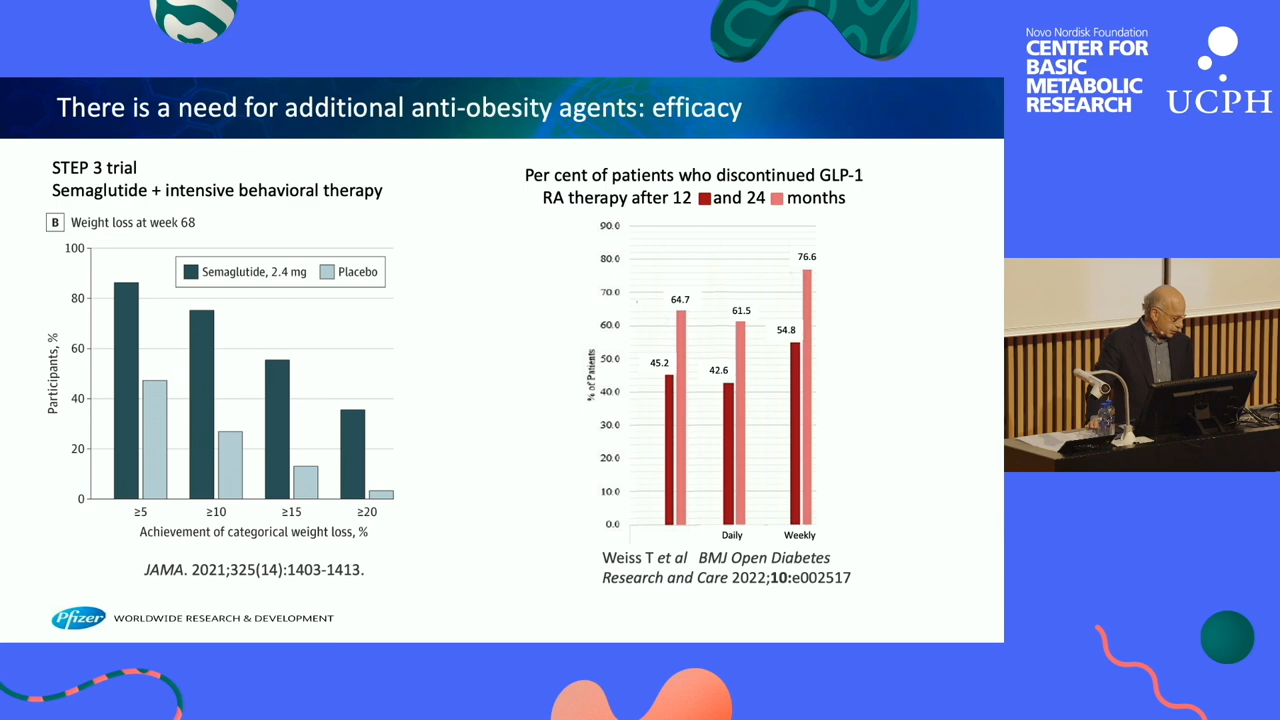 There is a need for additional anti-obesity agents: efficacy
STEP 3 trial
Semaglutide + intensive behavioral therapy
B Weight loss at week 68
100
80
60
40
20
0
Participants, %
Semaglutide, 2.4 mg
Placebo
≥5
≥10
≥15
≥20
Achievement of categorical weight loss, %
JAMA. 2021;325(14):1403-1413.
Per cent of patients who discontinued GLP-1
RA therapy after 12 and 24 months
90.0
80.0
70.0
60.0
50.0
40.0
30.0
20.0
10.0
0.0
% of Patients
45.2
64.7
42.6
61.5
54.8
76.6
Daily
Weekly
Weiss T et al BMJ Open Diabetes
Research and Care 2022;10:e002517
Pfizer
WORLDWIDE RESEARCH & DEVELOPMENT
Novo Nordisk Foundation
CENTER FOR
BASIC
METABOLIC
RESEARCH
UCPH